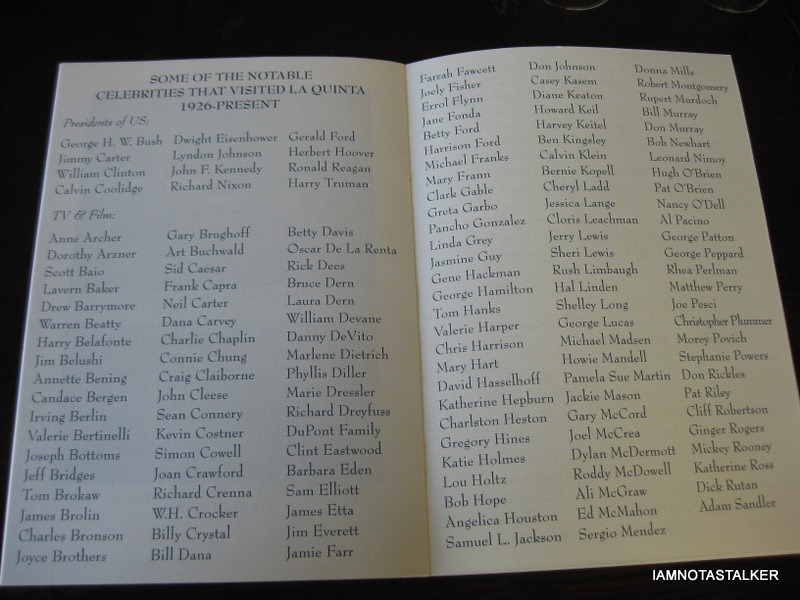 SOME OF THE NOTABLE
CELEBRITIES THAT VISITED LA QUINTA
1926-PRESENT
Presidents of US:
George H. W. Bush
Jimmy Carter
William Clinton
Calvin Coolidge
Dwight Eisenhower
Lyndon Johnson
John F. Kennedy
Richard Nixon
Gerald Ford
Herbert Hoover
Ronald Reagan
Harry Truman
TV & Film:
Anne Archer
Dorothy Arzner
Scott Baio
Lavern Baker
Drew Barrymore
Warren Beatty
Harry Belafonte
Jim Belushi
Annette Bening
Candace Bergen
Irving Berlin
Valerie Bertinelli
Joseph Bottoms
Jeff Bridges
Tom Brokaw
James Brolin
Charles Bronson
Joyce Brothers
Gary Brughoff
Art Buchwald
Sid Caesar
Frank Capra
Neil Carter
Dana Carvey
Charlie Chaplin
Connie Chung
Craig Claiborne
John Cleese
Sean Connery
Kevin Costner
Simon Cowell
Joan Crawford
Richard Crenna
W.H. Crocker
Billy Crystal
Bill Dana
Betty Davis
Oscar De La Renta
Rick Dees
Bruce Dern
Laura Dern
William Devane
Danny DeVito
Marlene Dietrich
Phyllis Diller
Marie Dressler
Richard Dreyfuss
DuPont Family
Clint Eastwood
Barbara Eden
Sam Elliott
James Etta
Jim Everett
Jamie Farr
Farrah Fawcett
Joely Fisher
Errol Flynn
Jane Fonda
Betty Ford
Harrison Ford
Michael Franks
Mary Frann
Clark Gable
Greta Garbo
Pancho Gonzalez
Linda Grey
Jasmine Guy
Gene Hackman
George Hamilton
Tom Hanks
Valerie Harper
Chris Harrison
Mary Hart
David Hasselhoff
Katherine Hepburn
Charlston Heston
Gregory Hines
Katie Holmes
Lou Holtz
Bob Hope
Angelica Houston
Samuel L. Jackson
Don Johnson
Casey Kasem
Diane Keaton
Howard Keil
Harvey Keitel
Ben Kingsley
Calvin Klein
Bernie Kopell
Cheryl Ladd
Jessica Lange
Cloris Leachman
Jerry Lewis
Sheri Lewis
Rush Limbaugh
Hal Linden
Shelley Long
George Lucas
Michael Madsen
Howie Mandell
Pamela Sue Martin
Jackie Mason
Gary McCord
Joel McCrea
Dylan McDermott
Roddy McDowell
Ali McGraw
Ed McMahon
Sergio Mendez
Donna Mills
Robert Montgomery
Rupert Murdoch
Bill Murray
Don Murray
Bob Newhart
Leonard Nimoy
Hugh O'Brien
Pat O'Brien
Nancy O'Dell
Al Pacino
George Patton
George Peppard
Rhea Perlman
Matthew Perry
Joe Pesci
Christopher Plummer
Morey Povich
Stephanie Powers
Don Rickles
Pat Riley
Cliff Robertson
Ginger Rogers
Mickey Rooney
Katherine Ross
Dick Rutan
Adam Sandler
IAMNOTASTALKER